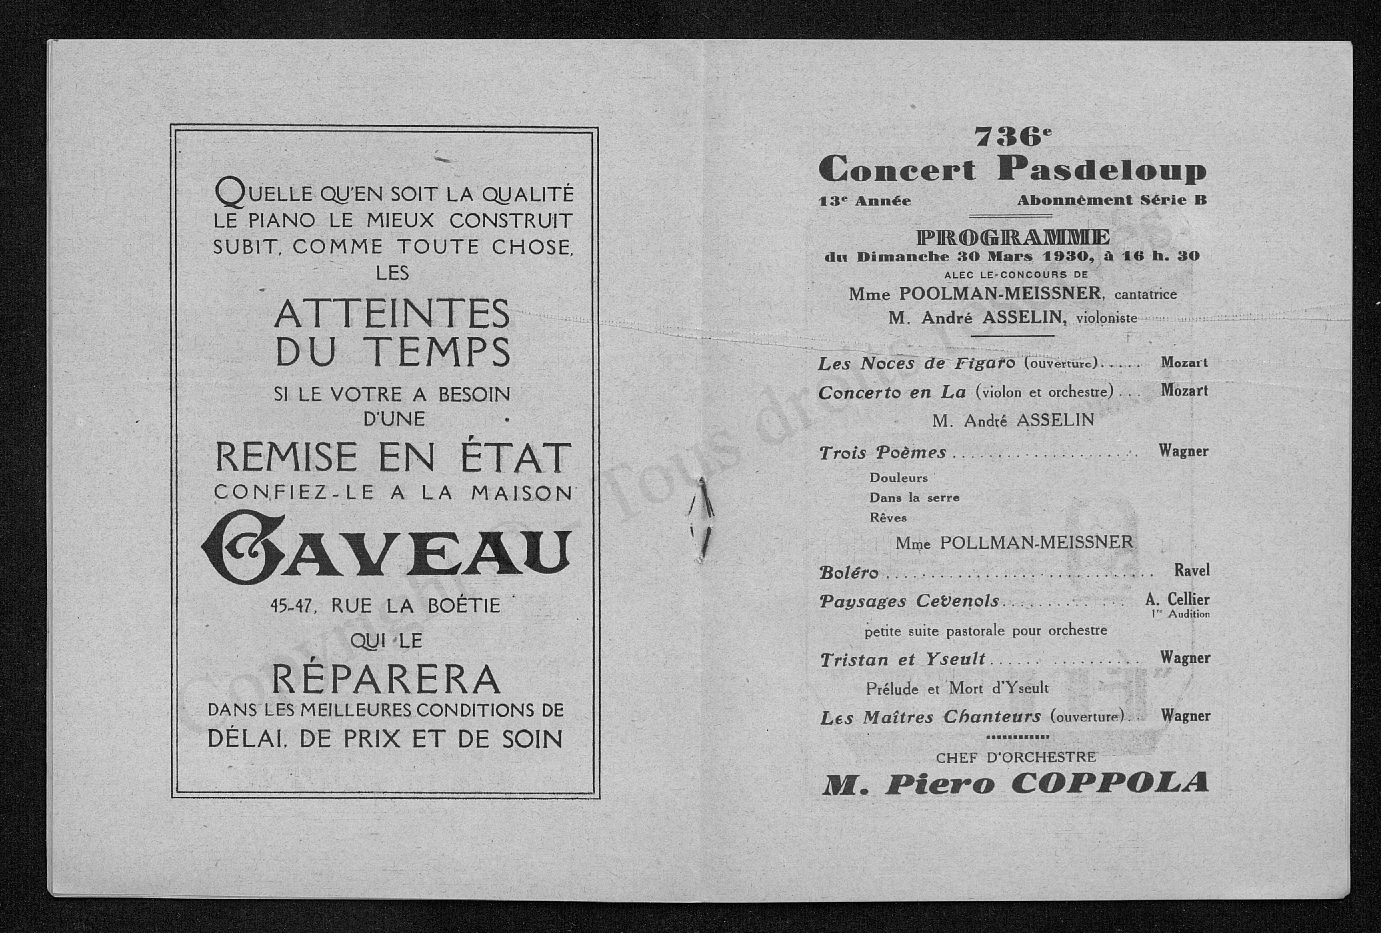 QUELLE QU'EN SOIT LA QUALITÉ
LE PIANO LE MIEUX CONSTRUIT
SUBIT, COMME TOUTE CHOSE,
LES
ATTEINTES
DU TEMPS
SI LE VOTRE A BESOIN
D'UNE
REMISE EN ÉTAT
CONFIEZ-LE A LA MAISON
GAVEAU
45-47, RUE LA BOÉTIE
QUI LE
RÉPARERA
DANS LES MEILLEURES CONDITIONS DE
DÉLAI, DE PRIX ET DE SOIN
736e
Concert Pasdeloup
13e Année Abonnèment Série B
PROGRAMME
du Dimanche 30 Mars 1930, à 16 h. 30
ALEC LE-CONCOURS DE
Mme POOLMAN-MEISSNER, cantatrice
M. André ASSELIN, violoniste
Les Noces de Figaro (ouverture)..... Mozart
Concerto en La (violon et orchestre)... Mozart
M. André ASSELIN
Trois Poèmes ..................... Wagner
Douleurs
Dans la serre
Rêves
Mme POLLMAN-MEISSNER
Boléro ............................ Ravel
Paysages Cevenols.............. A. Cellier
1re Audition
petite suite pastorale pour orchestre
Tristan et Yseult ................. Wagner
Prélude et Mort d'Yseult
Les Maîtres Chanteurs (ouverture)... Wagner
CHEF D'ORCHESTRE
M. Piero COPPOLA